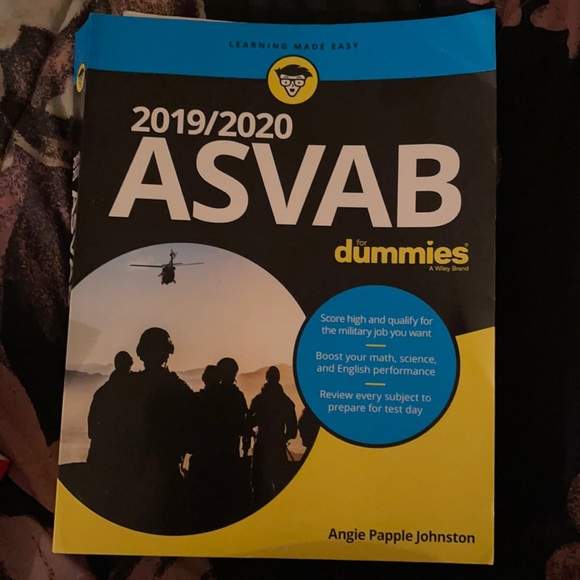 LEARNING MADE EASY
2019/2020
ASVAB
for
dummies®
A Wiley Brand
Score high and qualify for
the military job you want
Boost your math, science,
and English performance
Review every subject to
prepare for test day
Angie Papple Johnston